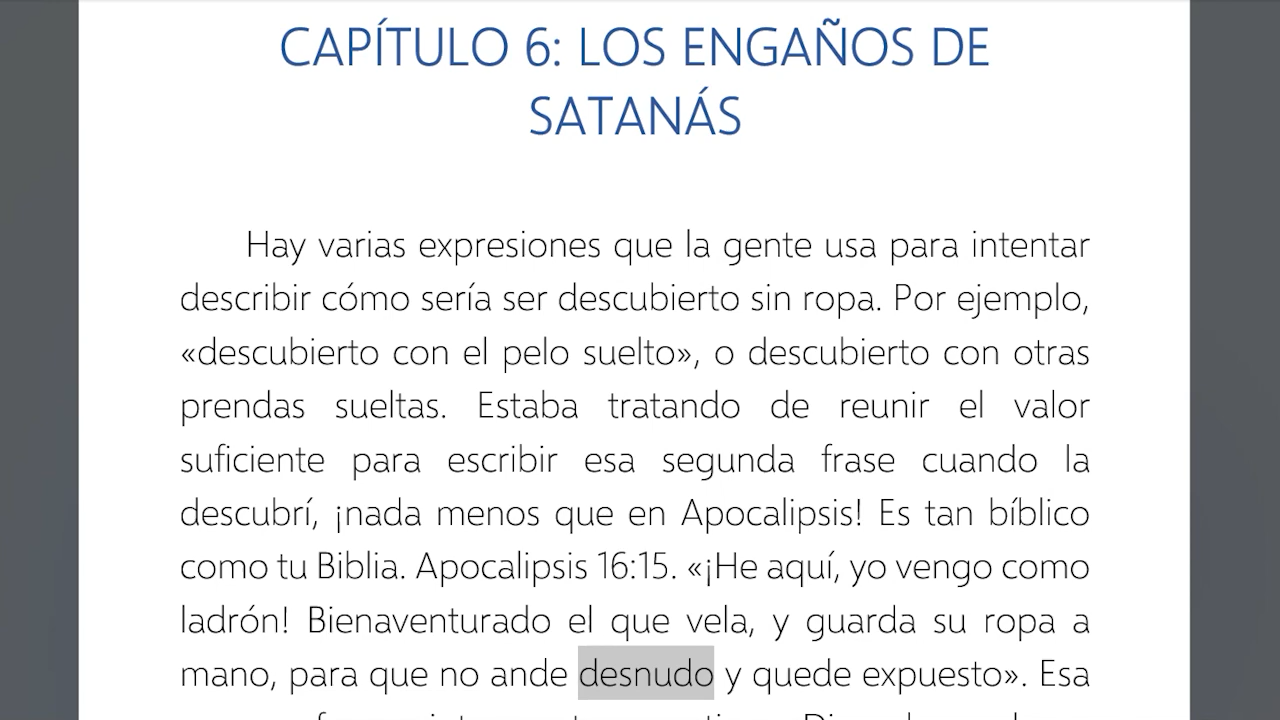 CAPÍTULO 6: LOS ENGAÑOS DE
SATANÁS
Hay varias expresiones que la gente usa para intentar
describir cómo sería ser descubierto sin ropa. Por ejemplo,
«descubierto con el pelo suelto», o descubierto con otras
prendas sueltas. Estaba tratando de reunir el valor
suficiente para escribir esa segunda frase cuando la
descubrí, ¡nada menos que en Apocalipsis! Es tan bíblico
como tu Biblia. Apocalipsis 16:15. «¡He aquí, yo vengo como
ladrón! Bienaventurado el que vela, y guarda su ropa a
mano, para que no ande desnudo y quede expuesto». Esa